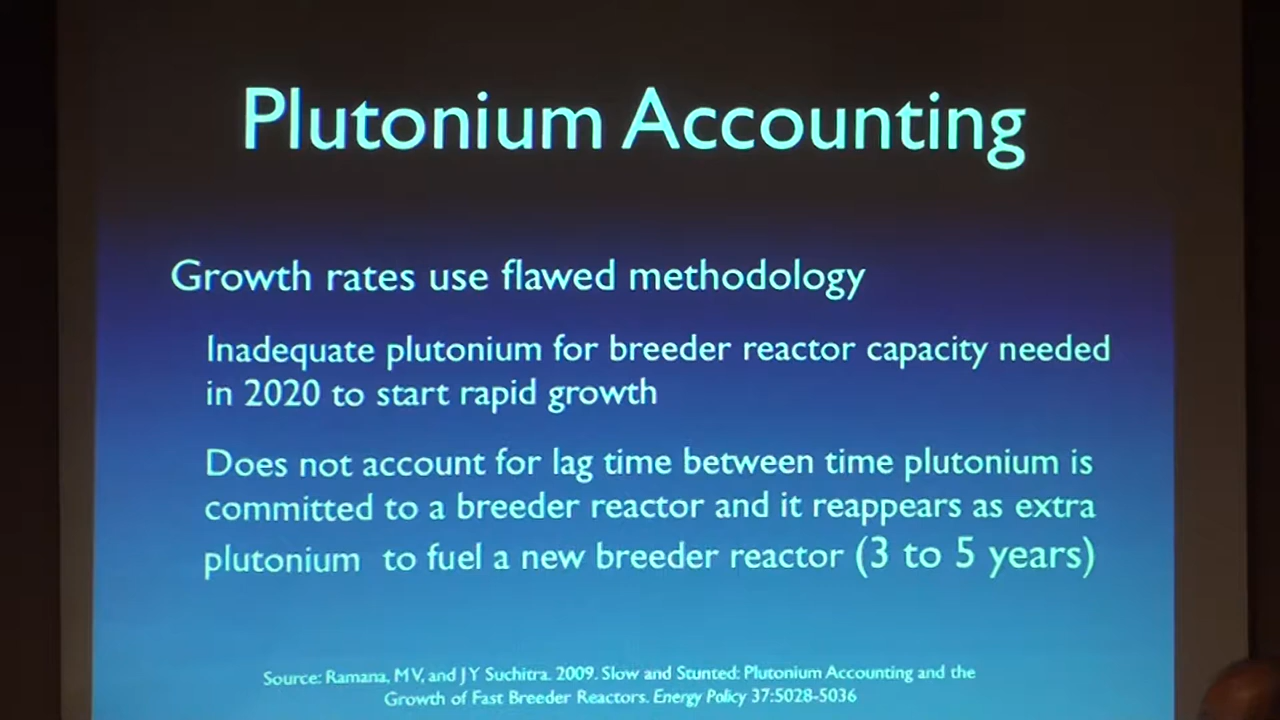 Plutonium Accounting
Growth rates use flawed methodology
Inadequate plutonium for breeder reactor capacity needed
in 2020 to start rapid growth
Does not account for lag time between time plutonium is
committed to a breeder reactor and it reappears as extra
plutonium to fuel a new breeder reactor (3 to 5 years)
Source: Ramana, MV, and JY Suchitra. 2009. Slow and Stunted: Plutonium Accounting and the
Growth of Fast Breeder Reactors. Energy Policy 37:5028-5036